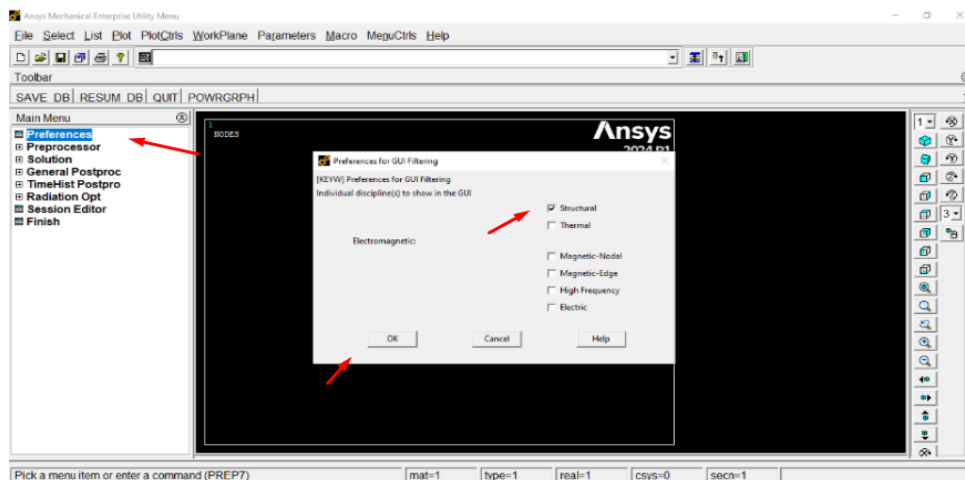 Ansys Mechanical Enterprise Utility Menu
File Select List Plot PlotCtrls WorkPlane Parameters Macro MenuCtrls Help
Toolbar
SAVE_DB RESUM_DB QUIT POWRGRPH
Main Menu
Preferences
Preprocessor
Solution
General Postproc
TimeHist Postpro
Radiation Opt
Session Editor
Finish
1
NODES
Ansys
2024 R1
Preferences for GUI Filtering
[KEYW] Preferences for GUI Filtering
Individual discipline(s) to show in the GUI
Structural
Thermal
Electromagnetic:
Magnetic-Nodal
Magnetic-Edge
High Frequency
Electric
OK Cancel Help
1
3
Pick a menu item or enter a command (PREP7) mat=1 type=1 real=1 csys=0 secn=1